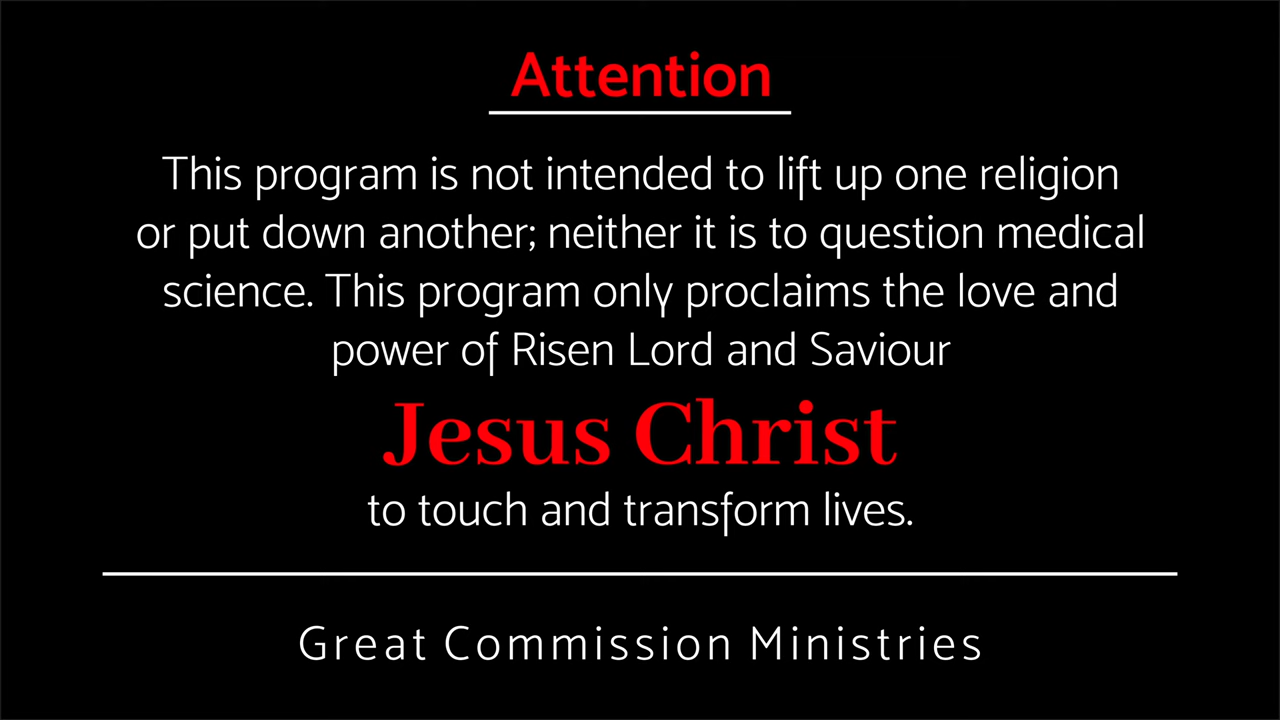 Attention
This program is not intended to lift up one religion
or put down another; neither it is to question medical
science. This program only proclaims the love and
power of Risen Lord and Saviour
Jesus Christ
to touch and transform lives.
Great Commission Ministries